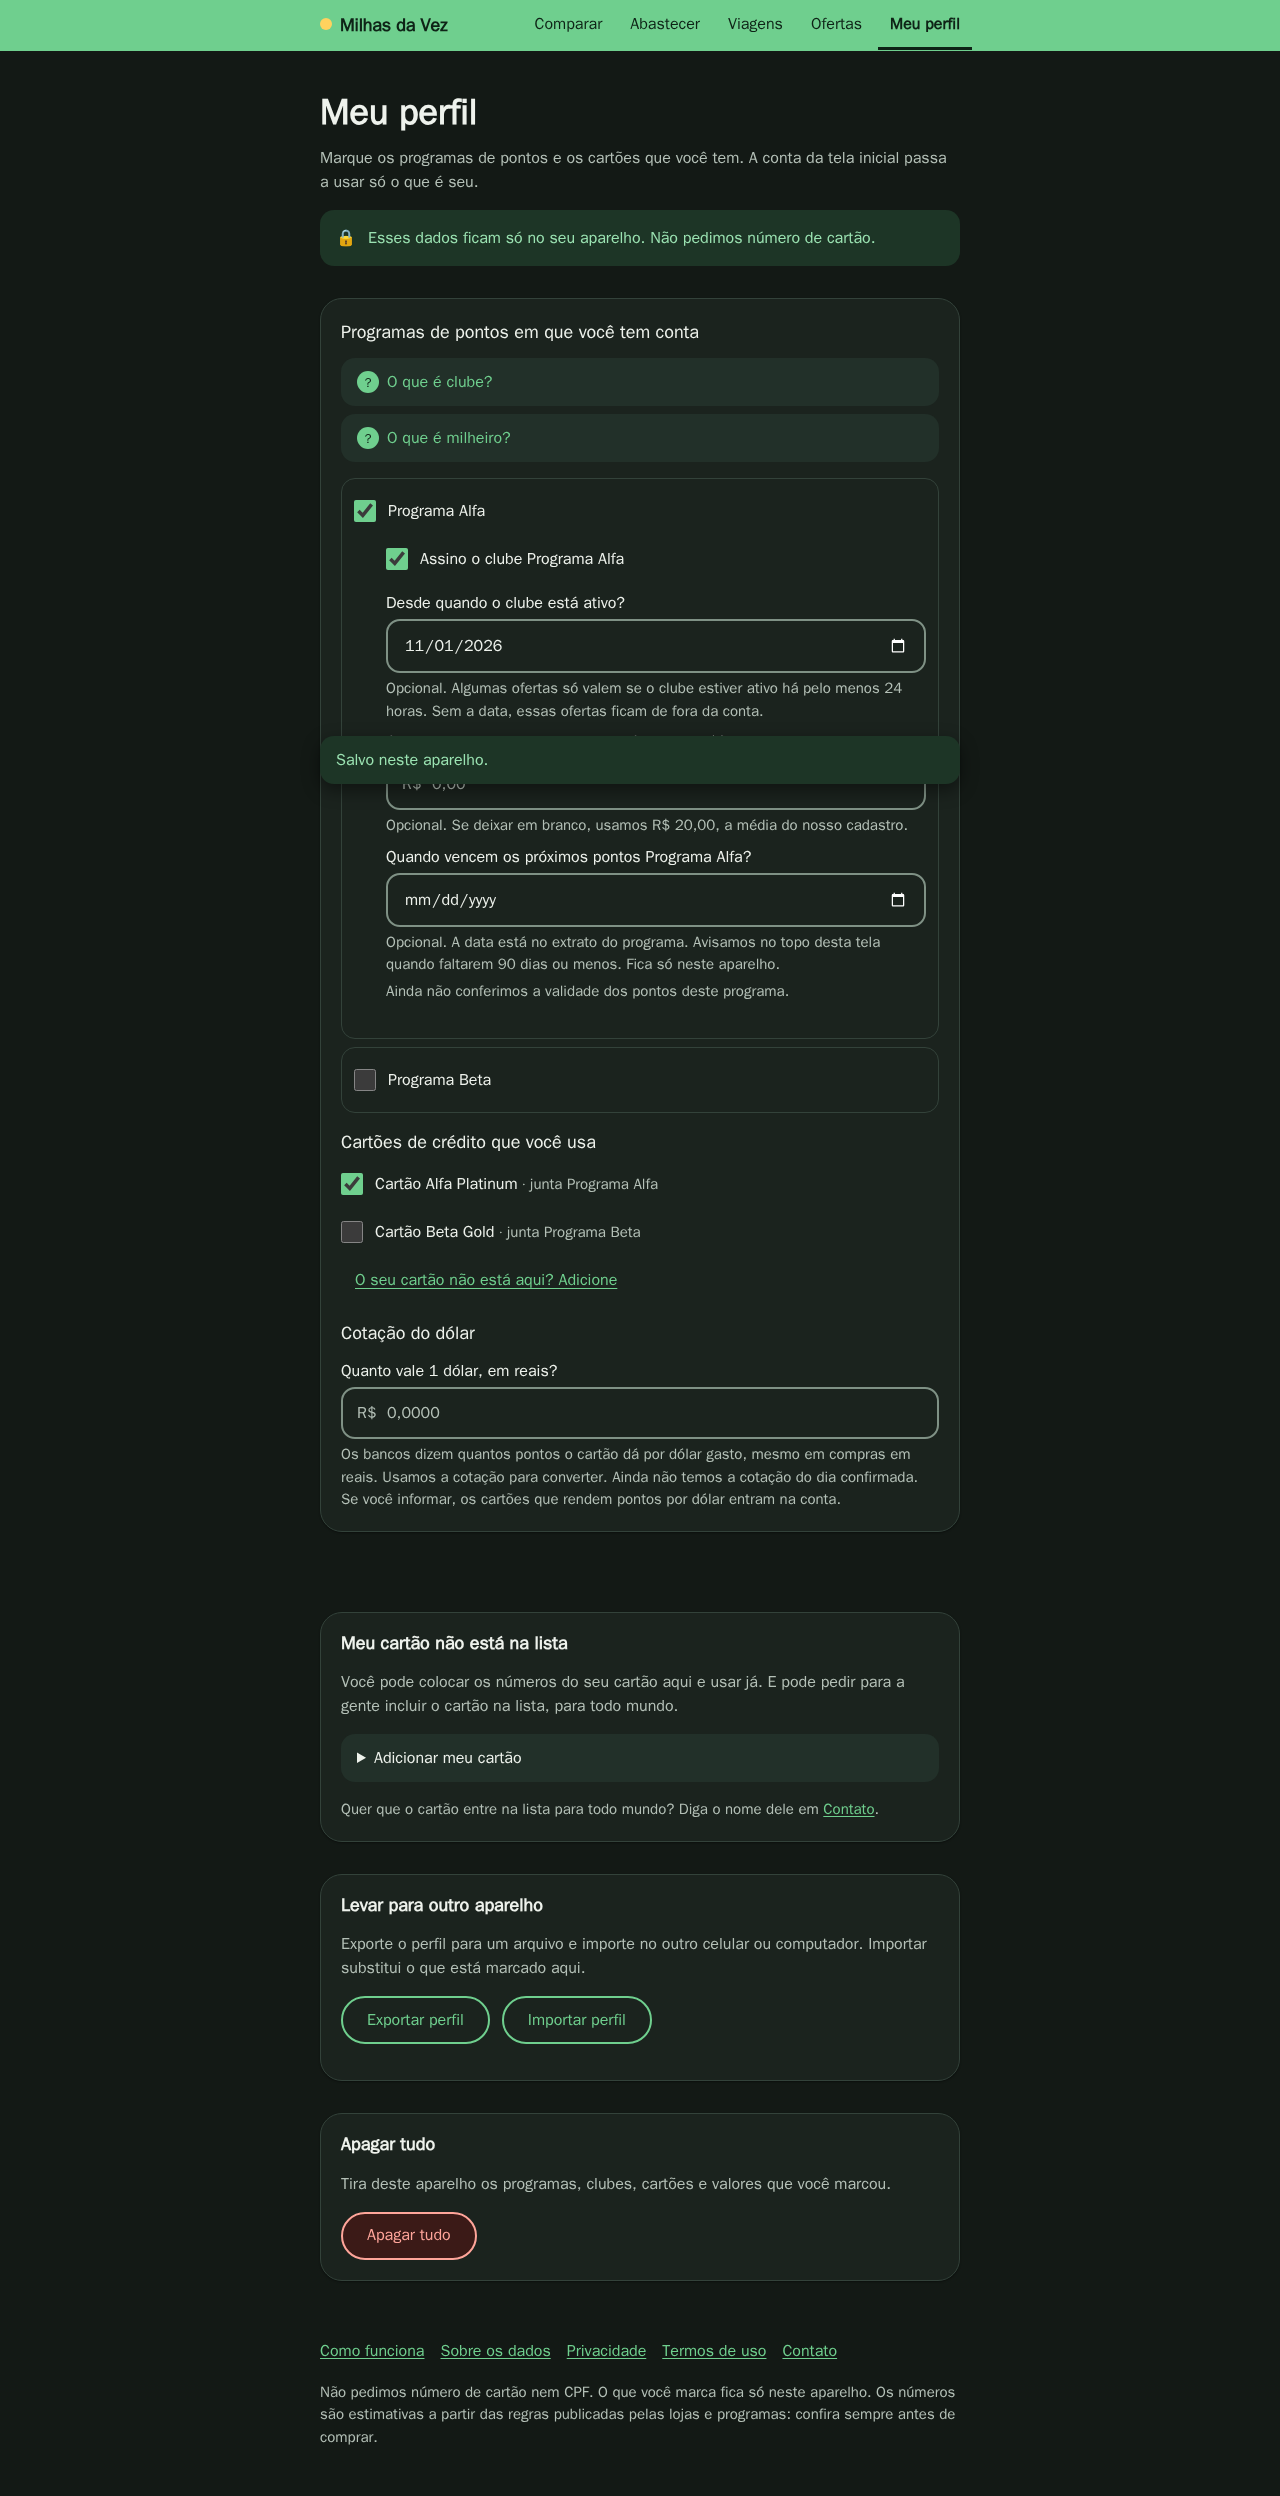 Milhas da Vez
Comparar
Abastecer
Viagens
Ofertas
Meu perfil
Meu perfil
Marque os programas de pontos e os cartões que você tem. A conta da tela inicial passa
a usar só o que é seu.
Esses dados ficam só no seu aparelho. Não pedimos número de cartão.
Programas de pontos em que você tem conta
? O que é clube?
? O que é milheiro?
Programa Alfa
Assino o clube Programa Alfa
Desde quando o clube está ativo?
11/01/2026
Opcional. Algumas ofertas só valem se o clube estiver ativo há pelo menos 24
horas. Sem a data, essas ofertas ficam de fora da conta.
Salvo neste aparelho.
R$ 0,00
Opcional. Se deixar em branco, usamos R$ 20,00, a média do nosso cadastro.
Quando vencem os próximos pontos Programa Alfa?
mm/dd/yyyy
Opcional. A data está no extrato do programa. Avisamos no topo desta tela
quando faltarem 90 dias ou menos. Fica só neste aparelho.
Ainda não conferimos a validade dos pontos deste programa.
Programa Beta
Cartões de crédito que você usa
Cartão Alfa Platinum · junta Programa Alfa
Cartão Beta Gold · junta Programa Beta
O seu cartão não está aqui? Adicione
Cotação do dólar
Quanto vale 1 dólar, em reais?
R$ 0,0000
Os bancos dizem quantos pontos o cartão dá por dólar gasto, mesmo em compras em
reais. Usamos a cotação para converter. Ainda não temos a cotação do dia confirmada.
Se você informar, os cartões que rendem pontos por dólar entram na conta.
Meu cartão não está na lista
Você pode colocar os números do seu cartão aqui e usar já. E pode pedir para a
gente incluir o cartão na lista, para todo mundo.
Adicionar meu cartão
Quer que o cartão entre na lista para todo mundo? Diga o nome dele em Contato.
Levar para outro aparelho
Exporte o perfil para um arquivo e importe no outro celular ou computador. Importar
substitui o que está marcado aqui.
Exportar perfil
Importar perfil
Apagar tudo
Tira deste aparelho os programas, clubes, cartões e valores que você marcou.
Apagar tudo
Como funciona
Sobre os dados
Privacidade
Termos de uso
Contato
Não pedimos número de cartão nem CPF. O que você marca fica só neste aparelho. Os números
são estimativas a partir das regras publicadas pelas lojas e programas: confira sempre antes de
comprar.